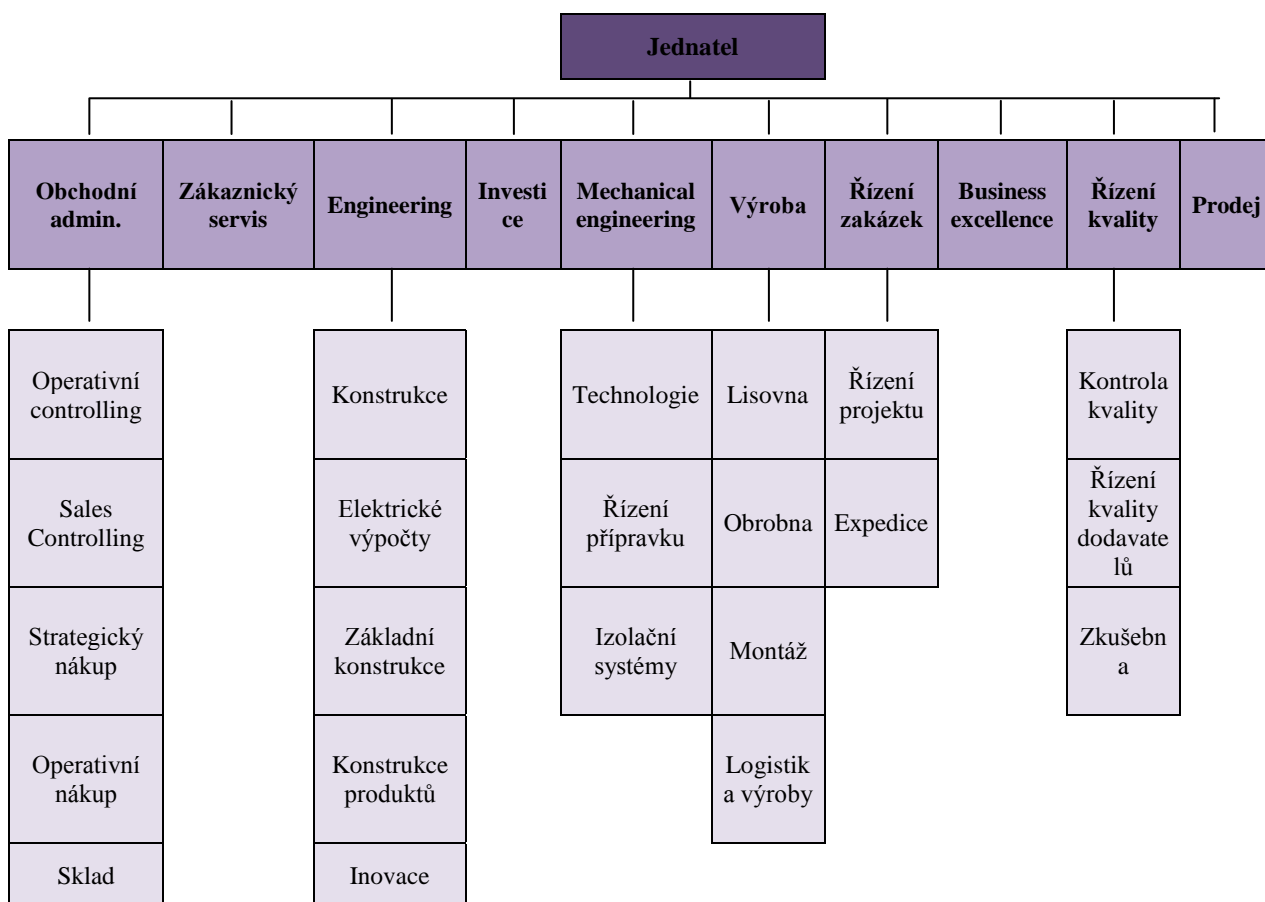 Jednatel
Obchodní
admin.
Zákaznický
servis
Engineering
Investi
ce
Mechanical
engineering
Výroba
Řízení
zakázek
Business
excellence
Řízení
kvality
Prodej
Operativní
controlling
Konstrukce
Technologie
Lisovna
Řízení
projektu
Kontrola
kvality
Sales
Controlling
Elektrické
výpočty
Řízení
přípravku
Obrobna
Expedice
Řízení
kvality
dodavate
lů
Strategický
nákup
Základní
konstrukce
Izolační
systémy
Montáž
Zkušebn
a
Operativní
nákup
Konstrukce
produktů
Logistik
a výroby
Sklad
Inovace